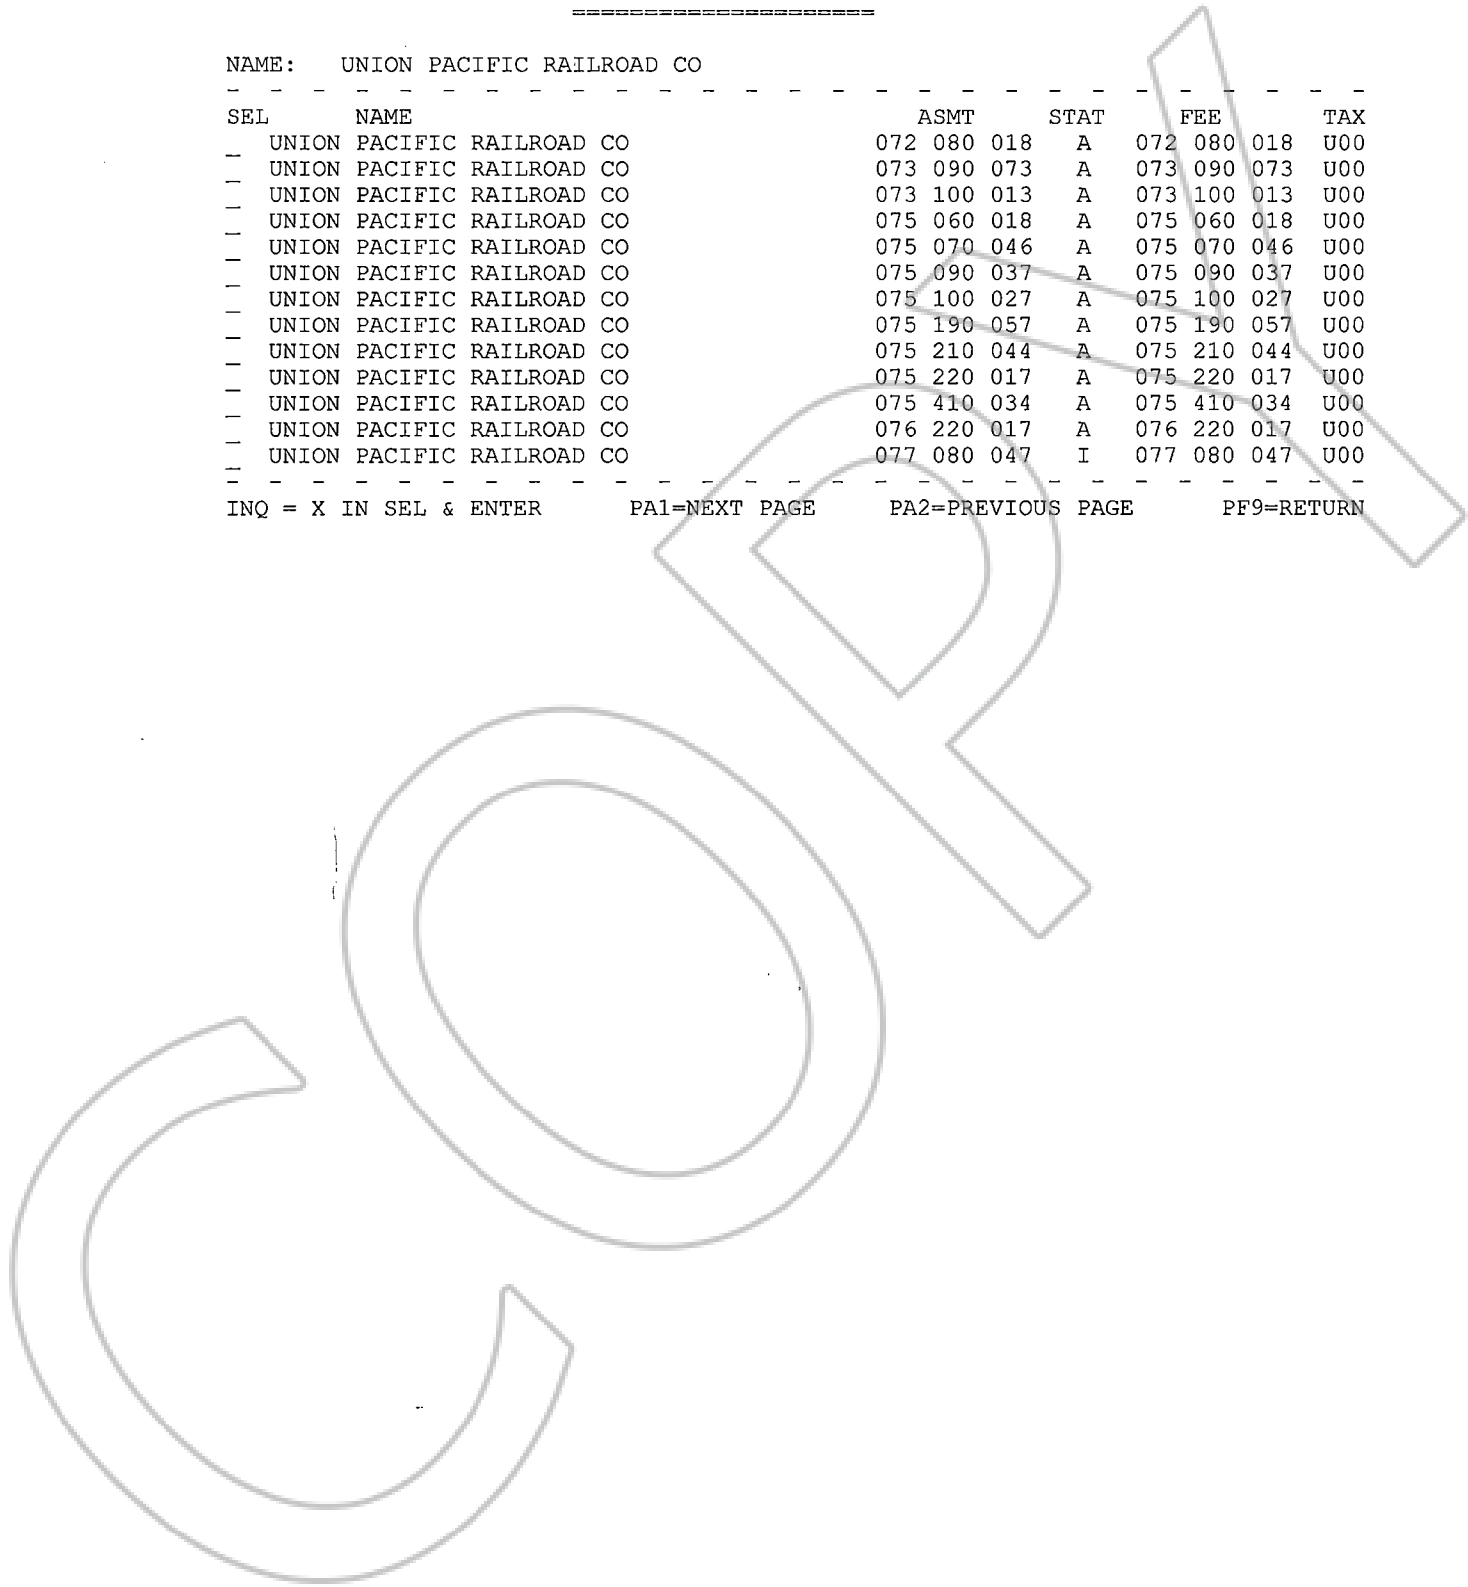 =====================
NAME: UNION PACIFIC RAILROAD CO
- - - - - - - - - - - - - - - - - - - - - - - - - - -
SEL NAME ASMT STAT FEE TAX
_ UNION PACIFIC RAILROAD CO 072 080 018 A 072 080 018 U00
_ UNION PACIFIC RAILROAD CO 073 090 073 A 073 090 073 U00
_ UNION PACIFIC RAILROAD CO 073 100 013 A 073 100 013 U00
_ UNION PACIFIC RAILROAD CO 075 060 018 A 075 060 018 U00
_ UNION PACIFIC RAILROAD CO 075 070 046 A 075 070 046 U00
_ UNION PACIFIC RAILROAD CO 075 090 037 A 075 090 037 U00
_ UNION PACIFIC RAILROAD CO 075 100 027 A 075 100 027 U00
_ UNION PACIFIC RAILROAD CO 075 190 057 A 075 190 057 U00
_ UNION PACIFIC RAILROAD CO 075 210 044 A 075 210 044 U00
_ UNION PACIFIC RAILROAD CO 075 220 017 A 075 220 017 U00
_ UNION PACIFIC RAILROAD CO 075 410 034 A 075 410 034 U00
_ UNION PACIFIC RAILROAD CO 076 220 017 A 076 220 017 U00
_ UNION PACIFIC RAILROAD CO 077 080 047 I 077 080 047 U00
- - - - - - - - - - - - - - - - - - - - - - - - - - -
INQ = X IN SEL & ENTER PA1=NEXT PAGE PA2=PREVIOUS PAGE PF9=RETURN
COPY